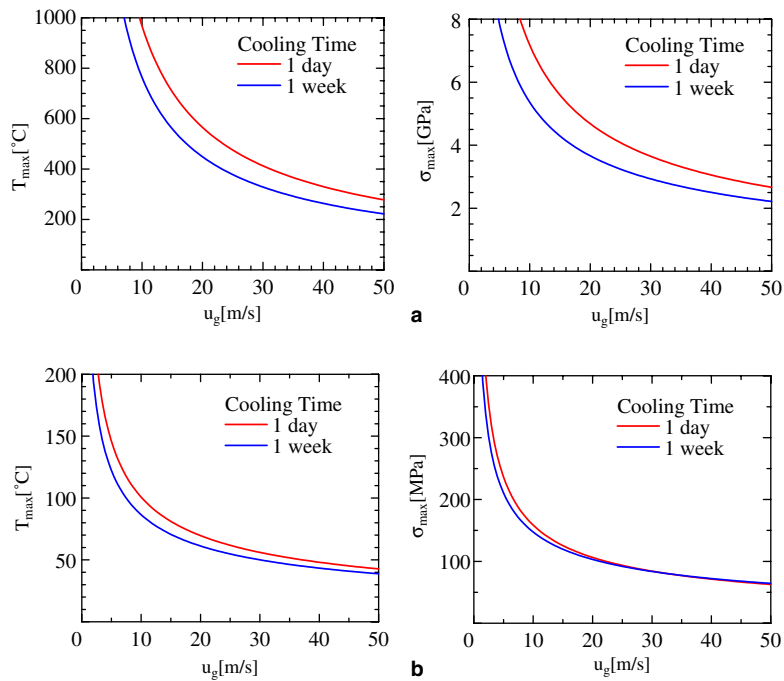 1000
800
600
400
200
0
10
20
30
40
50
T_max[°C]
u_g[m/s]
Cooling Time
1 day
1 week
8
6
4
2
0
10
20
30
40
50
σ_max[GPa]
u_g[m/s]
Cooling Time
1 day
1 week
a
200
150
100
50
0
10
20
30
40
50
T_max[°C]
u_g[m/s]
Cooling Time
1 day
1 week
400
300
200
100
0
10
20
30
40
50
σ_max[MPa]
u_g[m/s]
Cooling Time
1 day
1 week
b